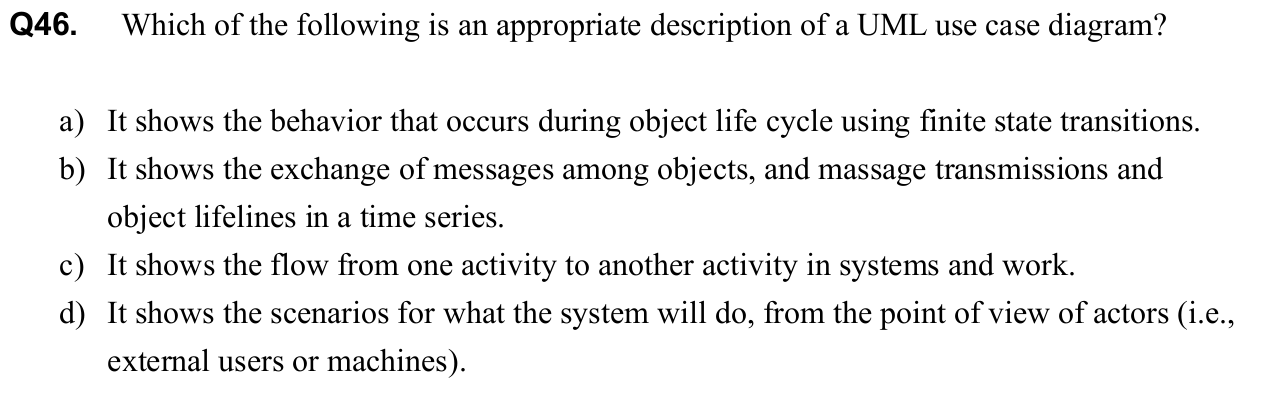 Q46. Which of the following is an appropriate description of a UML use case diagram?
a) It shows the behavior that occurs during object life cycle using finite state transitions.
b) It shows the exchange of messages among objects, and massage transmissions and
object lifelines in a time series.
c) It shows the flow from one activity to another activity in systems and work.
d) It shows the scenarios for what the system will do, from the point of view of actors (i.e.,
external users or machines).